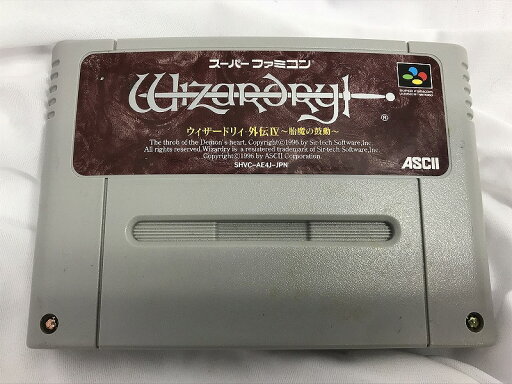 スーパーファミコン
Wizardry
®
ウィザードリィ・外伝IV～胎魔の鼓動～
The throb of the Demon's heart. Copyright©1996 by Sir-tech Software,Inc.
All rights reserved. Wizardry is a registered trademark of Sir-tech Software,Inc.
Copyright©1996 by ASCII Corporation.
SHVC-AE4J-JPN
ASCII